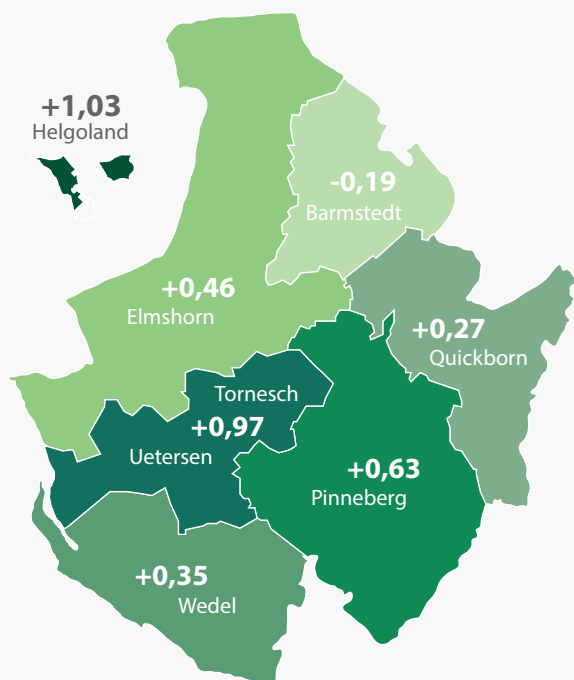 +1,03
Helgoland
-0,19
Barmstedt
+0,46
Elmshorn
+0,27
Quickborn
Tornesch
+0,97
Uetersen
+0,63
Pinneberg
+0,35
Wedel